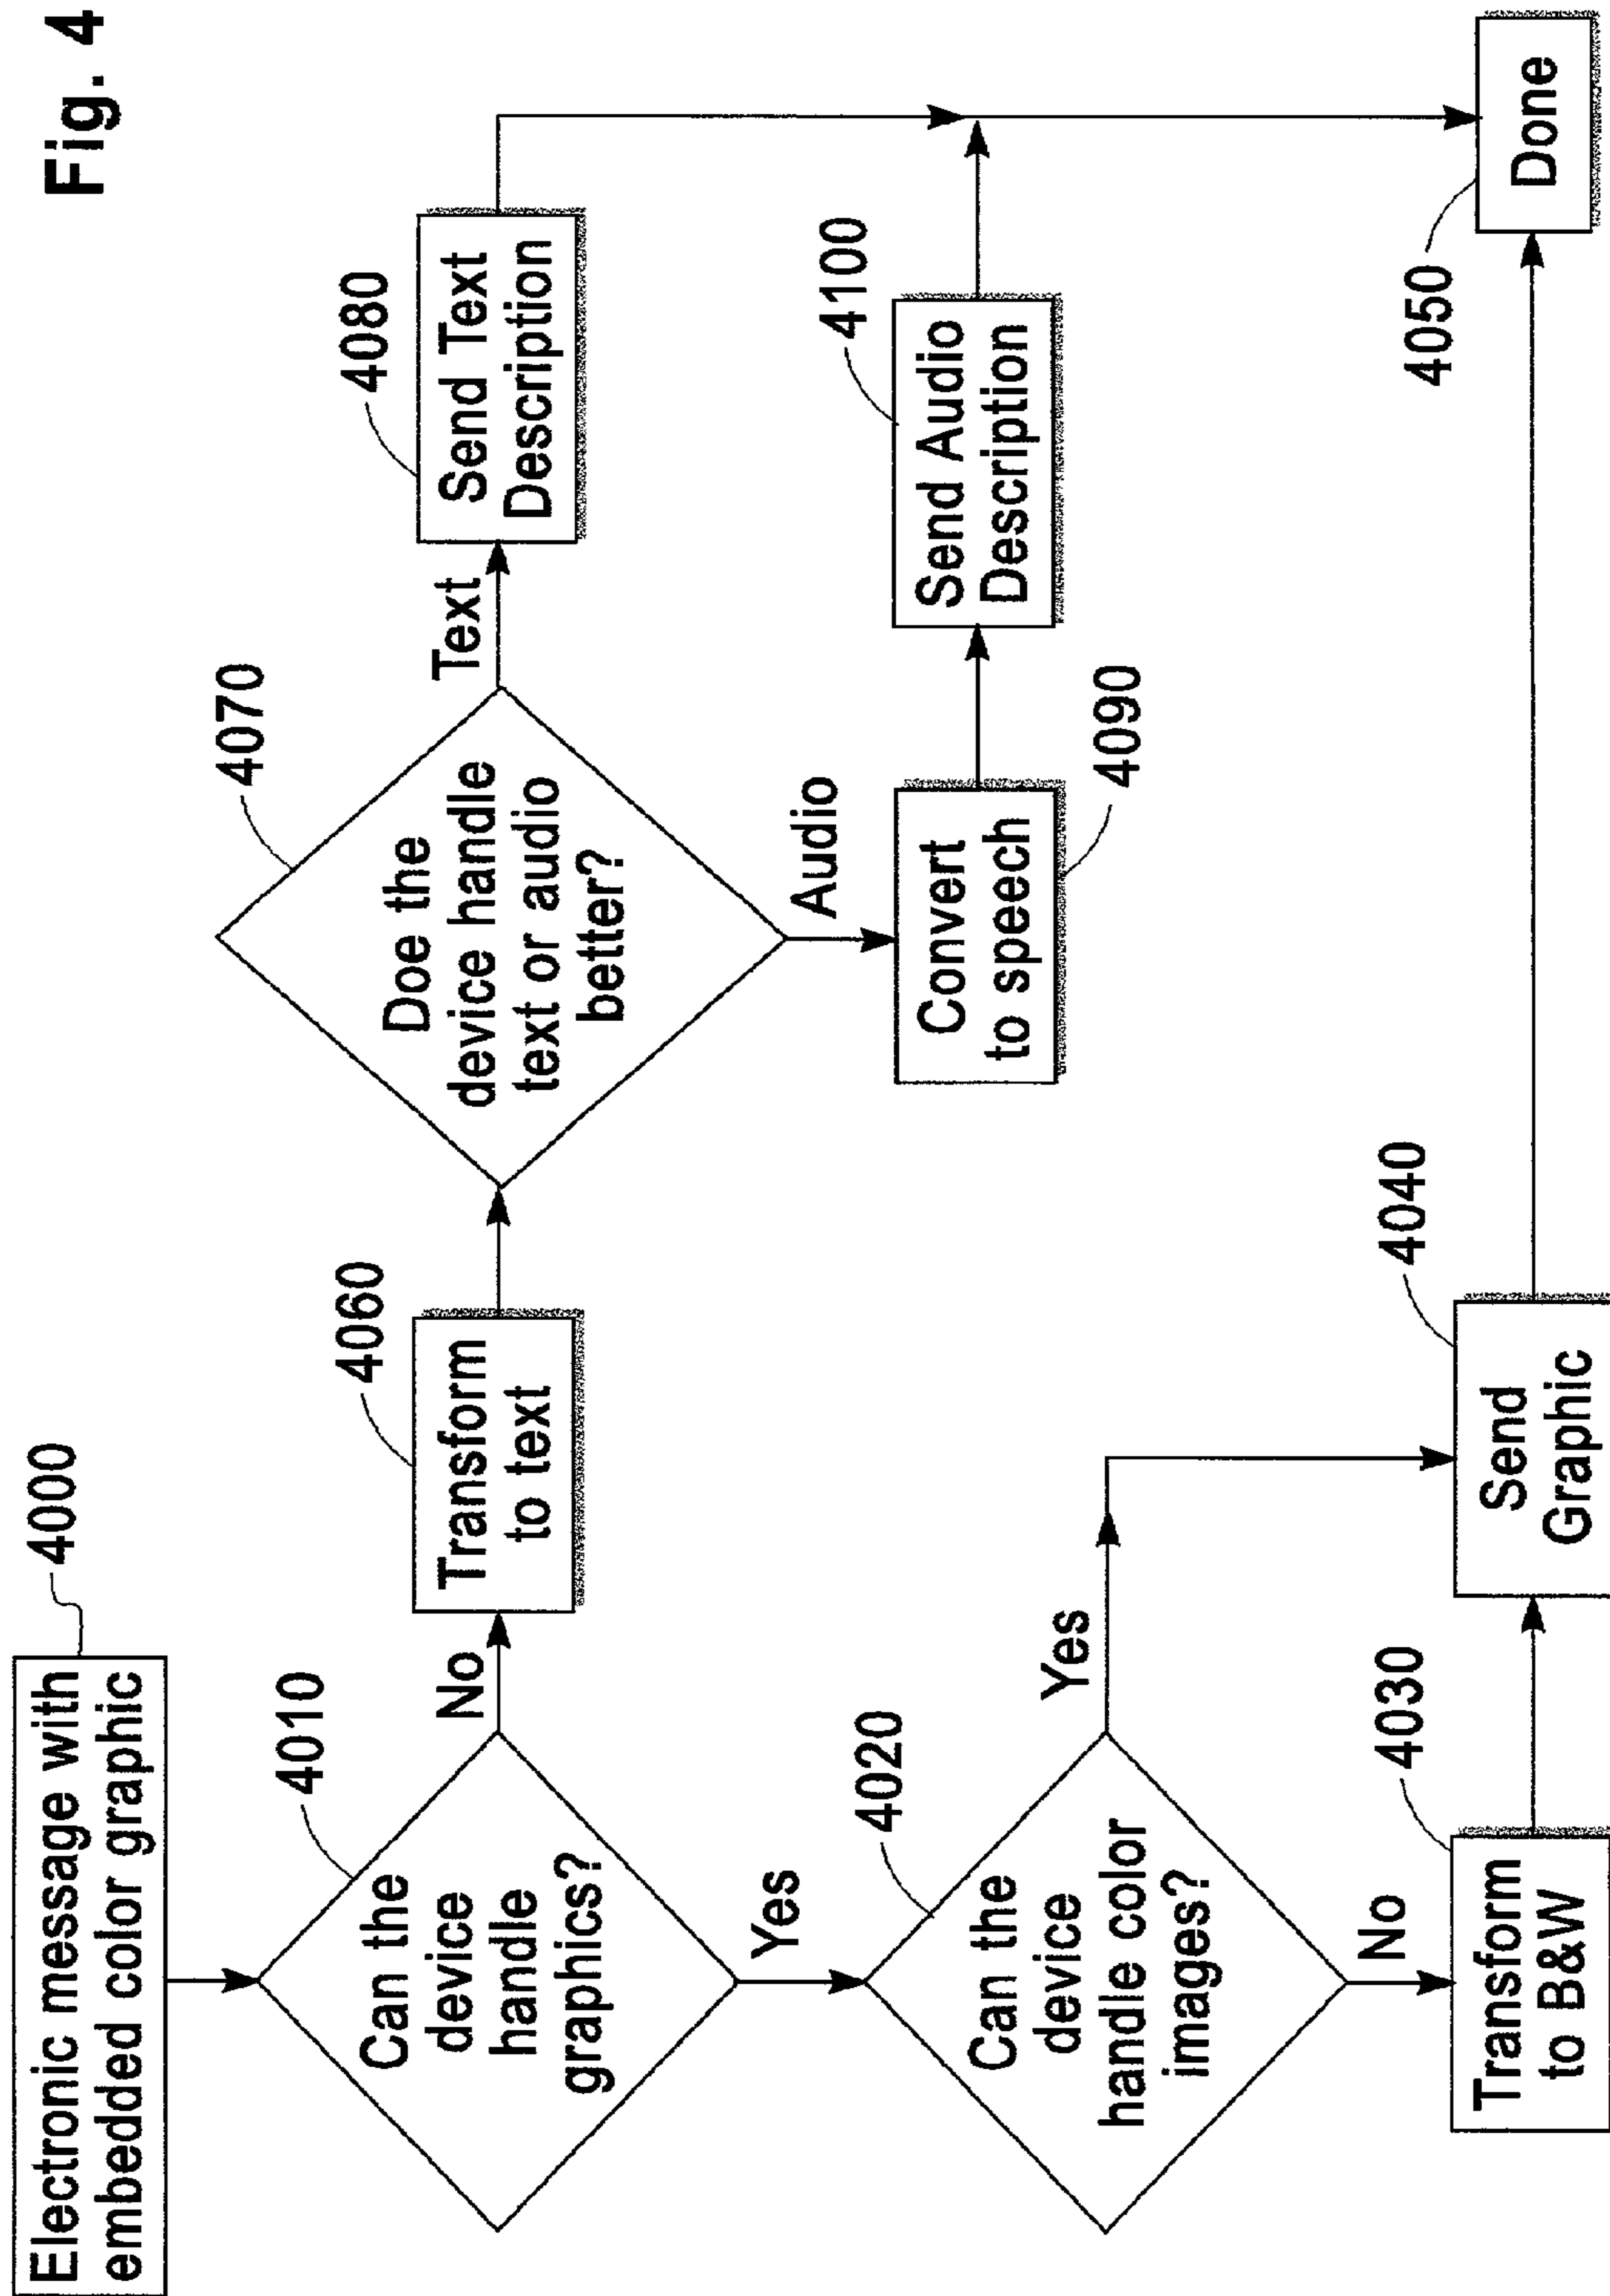 Fig. 4
Electronic message with
embedded color graphic
4000
Can the
device
handle
graphics?
4010
No
Yes
Transform
to text
4060
Doe the
device handle
text or audio
better?
4070
Text
Audio
Send Text
Description
4080
Convert
to speech
4090
Send Audio
Description
4100
Can the
device
handle color
images?
4020
Yes
No
Transform
to B&W
4030
Send
Graphic
4040
Done
4050